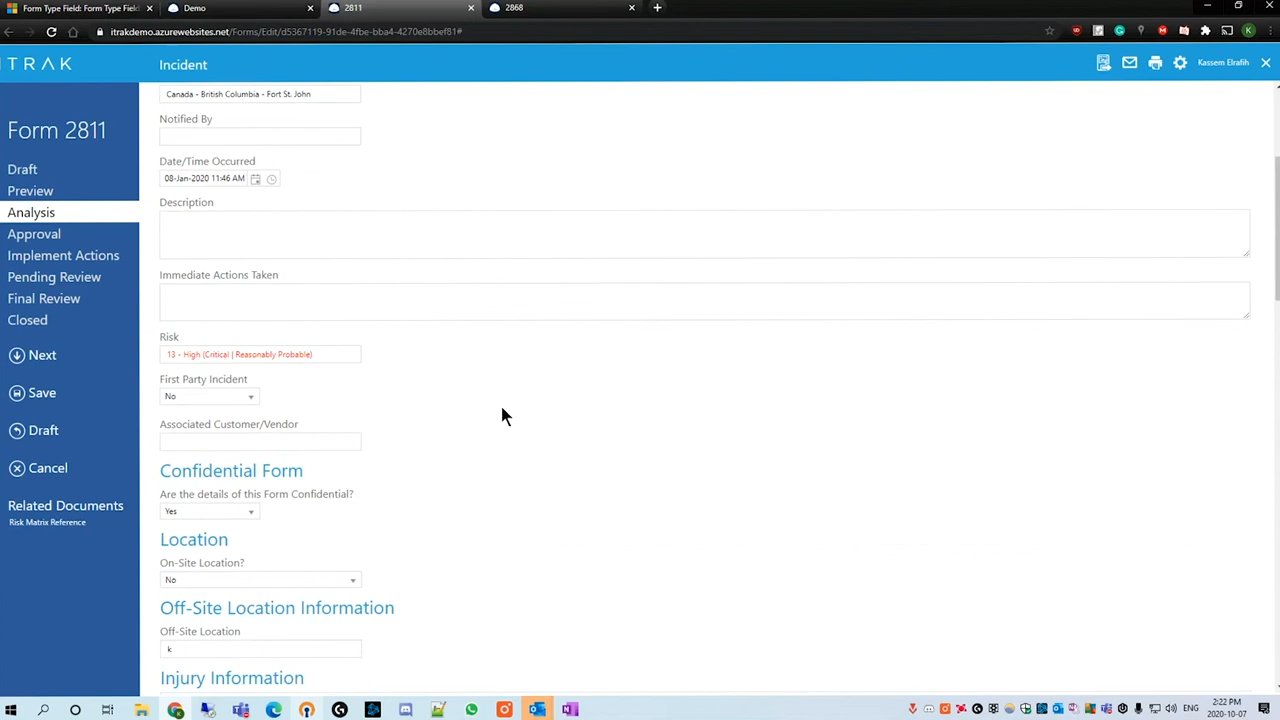 Form Type Field: Form Type Field
Demo
2811
2868
itrakdemo.azurewebsites.net/Forms/Edit/d5367119-91de-4fbe-bba4-4270e8bbef81#
K
ITRAK
Incident
Kassem Elrafih
Form 2811
Draft
Preview
Analysis
Approval
Implement Actions
Pending Review
Final Review
Closed
Next
Save
Draft
Cancel
Related Documents
Risk Matrix Reference
Canada - British Columbia - Fort St. John
Notified By
Date/Time Occurred
08-Jan-2020 11:46 AM
Description
Immediate Actions Taken
Risk
13 - High (Critical | Reasonably Probable)
First Party Incident
No
Associated Customer/Vendor
Confidential Form
Are the details of this Form Confidential?
Yes
Location
On-Site Location?
No
Off-Site Location Information
Off-Site Location
k
Injury Information
ENG
2:22 PM
2020-10-07